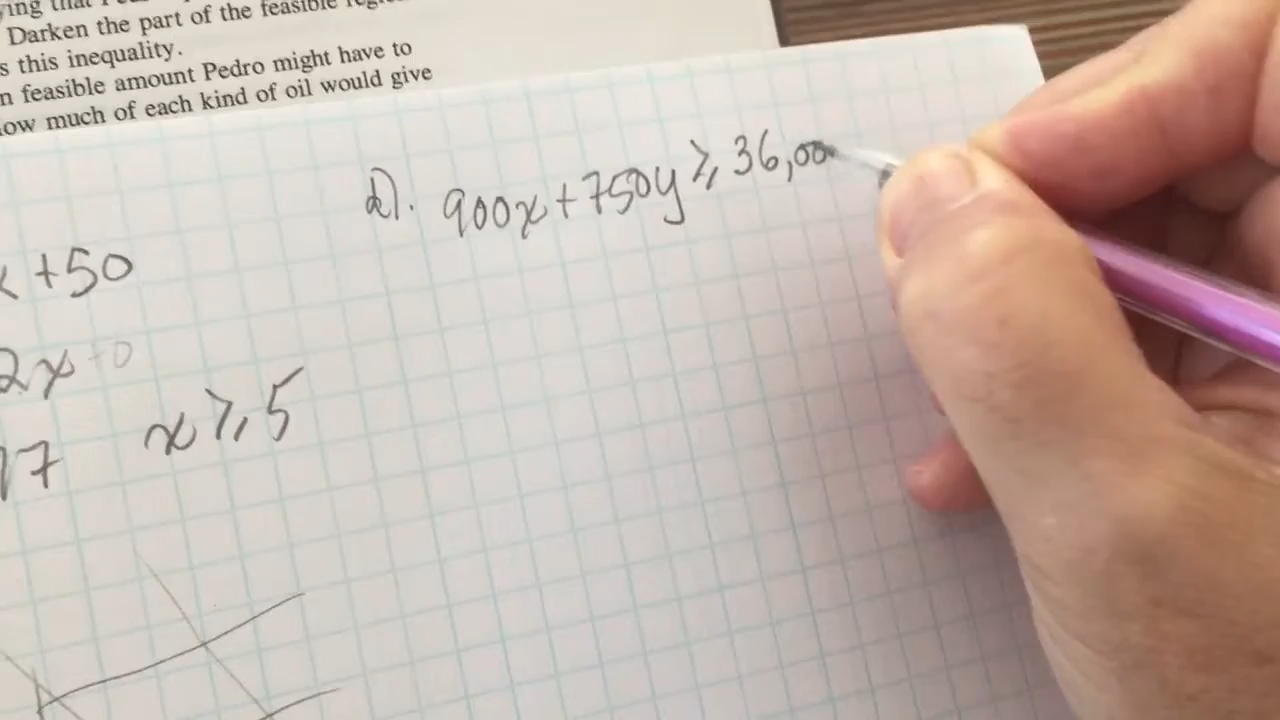 that
Darken the part of the feasible
s this inequality.
n feasible amount Pedro might have to
ow much of each kind of oil would give
d). 900x+750y ≥ 36,00
+50
2x
x ≥ 5
7